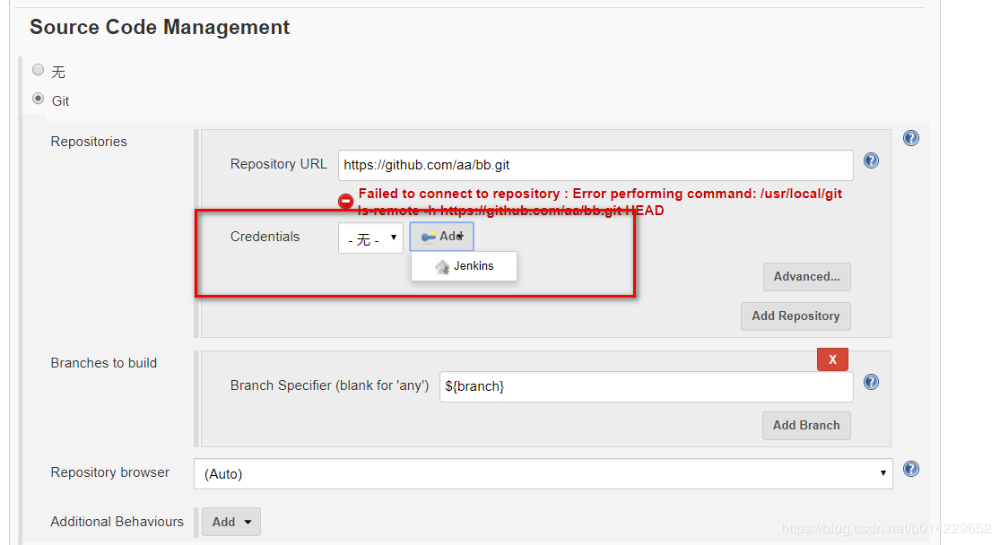 Source Code Management
无
Git
Repositories
Repository URL
https://github.com/aa/bb.git
Failed to connect to repository : Error performing command: /usr/local/git
ls-remote -h https://github.com/aa/bb.git HEAD
Credentials
- 无 -
Add
Jenkins
Advanced...
Add Repository
Branches to build
X
Branch Specifier (blank for 'any')
${branch}
Add Branch
Repository browser
(Auto)
Additional Behaviours
Add
https://blog.csdn.net/u014229652